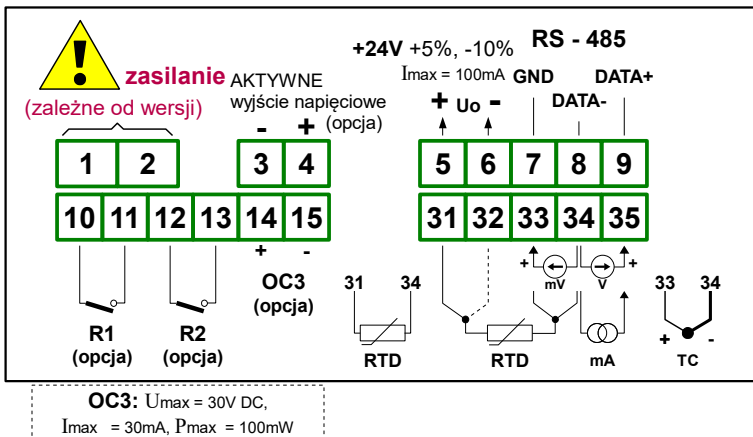 +24V +5%, -10% RS - 485
zasilanie AKTYWNE Imax = 100mA GND DATA+
(zależne od wersji) wyjście napięciowe + Uo - DATA-
- + (opcja)
1 2 3 4 5 6 7 8 9
10 11 12 13 14 15 31 32 33 34 35
+ - + mV V +
R1 R2 OC3 31 34 33 34
(opcja) (opcja) (opcja) + -
RTD RTD mA TC
OC3: Umax = 30V DC,
Imax = 30mA, Pmax = 100mW